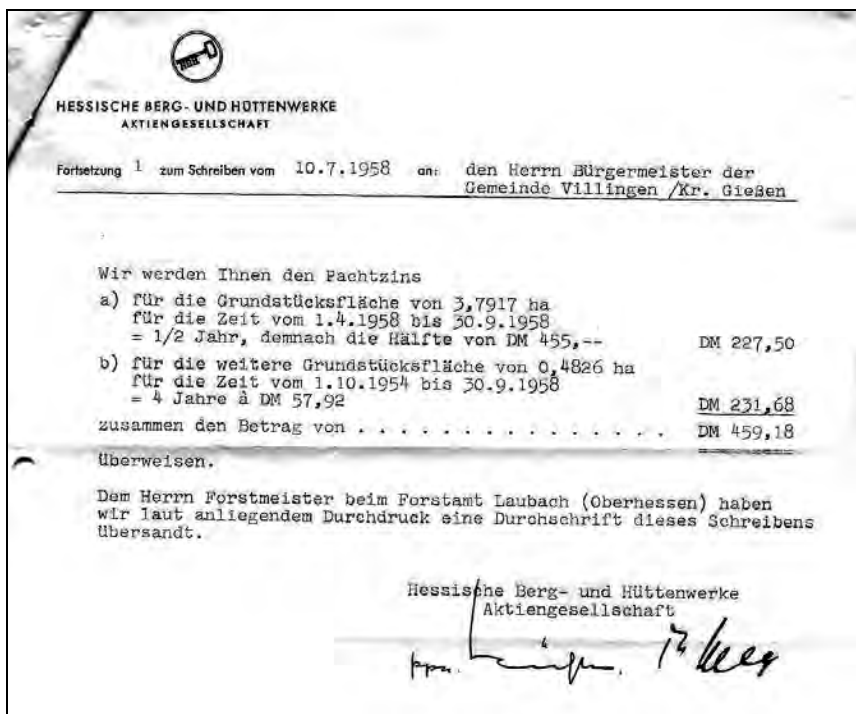 HESSISCHE BERG- UND HÜTTENWERKE
AKTIENGESELLSCHAFT
Fortsetzung 1 zum Schreiben vom 10.7.1958 an: den Herrn Bürgermeister der
Gemeinde Villingen /Kr. Gießen
Wir werden Ihnen den Pachtzins
a) für die Grundstücksfläche von 3,7917 ha
für die Zeit vom 1.4.1958 bis 30.9.1958
= 1/2 Jahr, demnach die Hälfte von DM 455,-- DM 227,50
b) für die weitere Grundstücksfläche von 0,4826 ha
für die Zeit vom 1.10.1954 bis 30.9.1958
= 4 Jahre à DM 57,92 DM 231,68
zusammen den Betrag von . . . . . . . . . . . . . . . . DM 459,18
überweisen.
Dem Herrn Forstmeister beim Forstamt Laubach (Oberhessen) haben
wir laut anliegendem Durchdruck eine Durchschrift dieses Schreibens
übersandt.
Hessische Berg- und Hüttenwerke
Aktiengesellschaft
ppa.